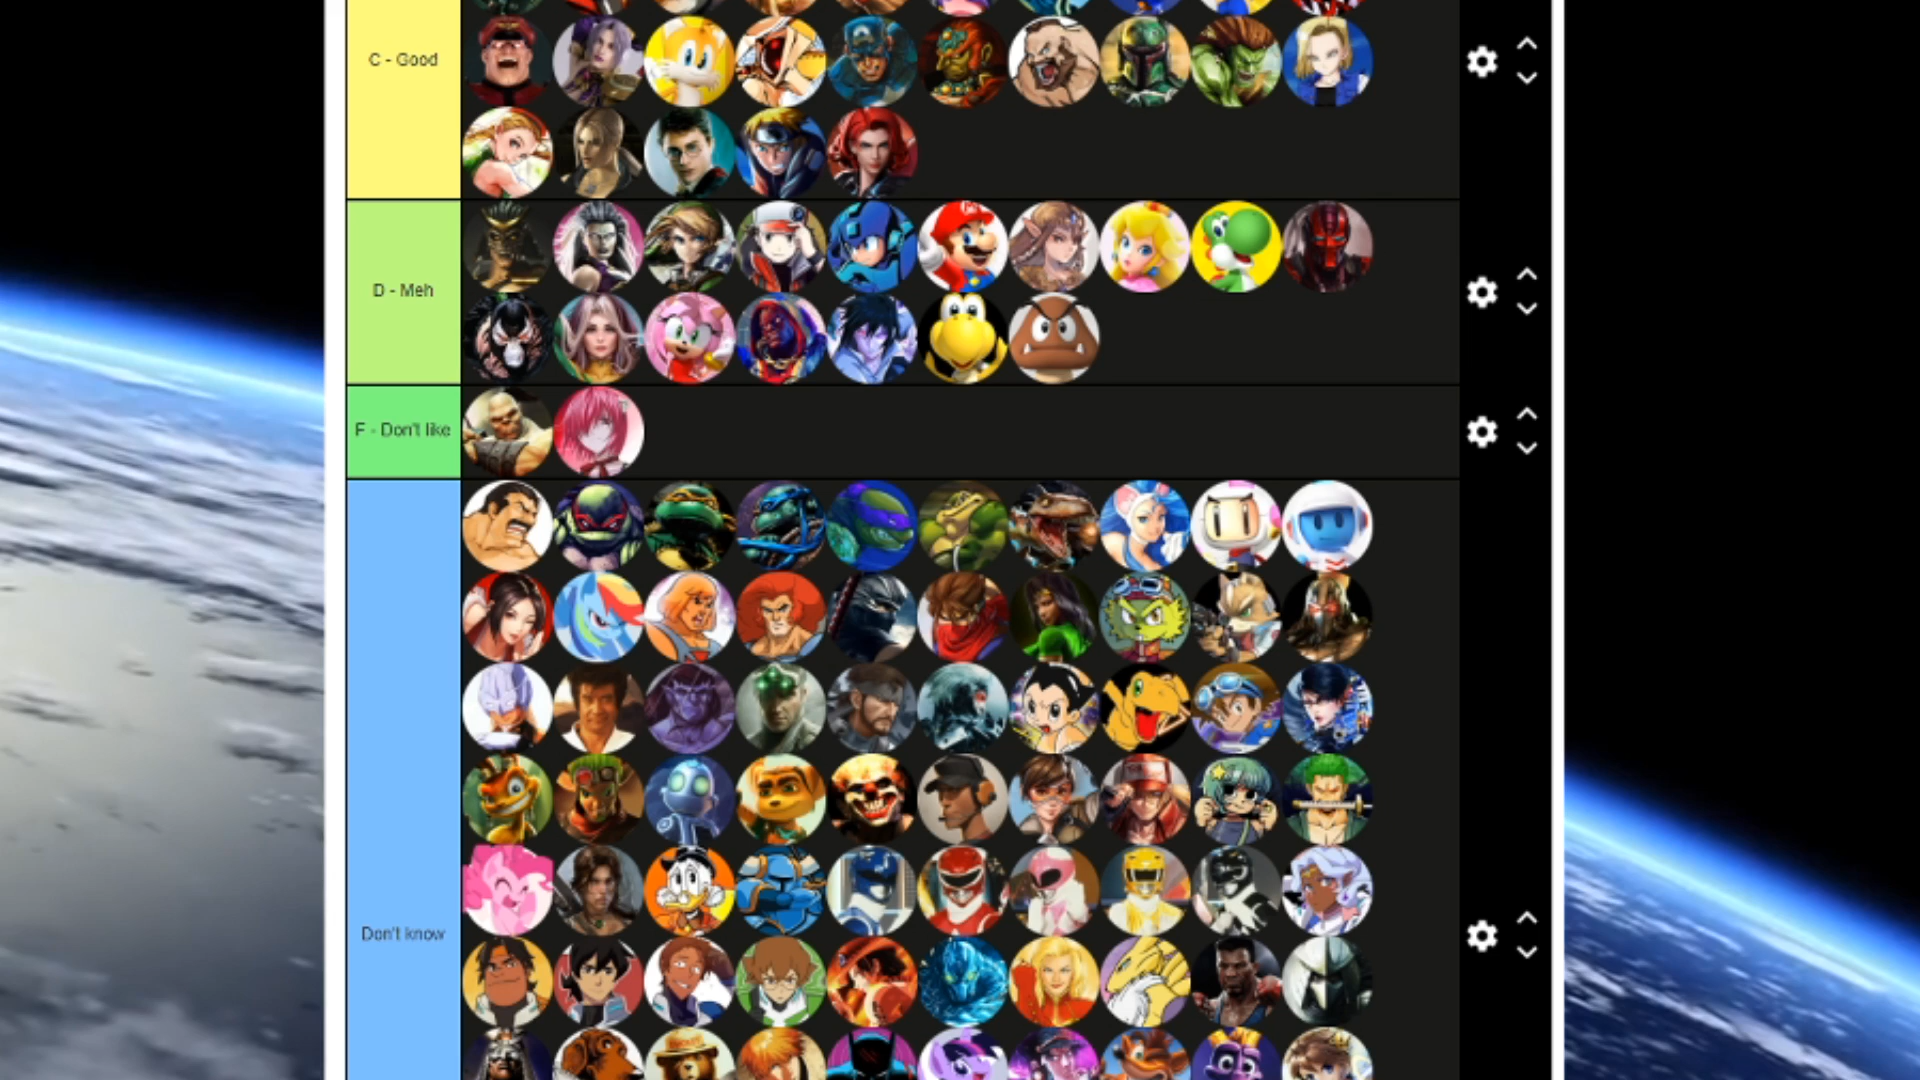 C - Good
D - Meh
F - Don't like
Don't know